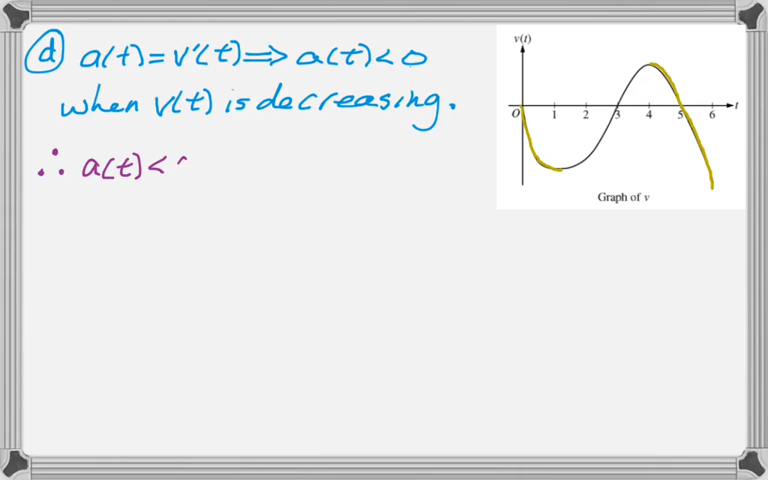 (d) a(t) = v'(t) ⟹ a(t) < 0
when v(t) is decreasing.
∴ a(t) <
v(t)
O 1 2 3 4 5 6 t
Graph of v